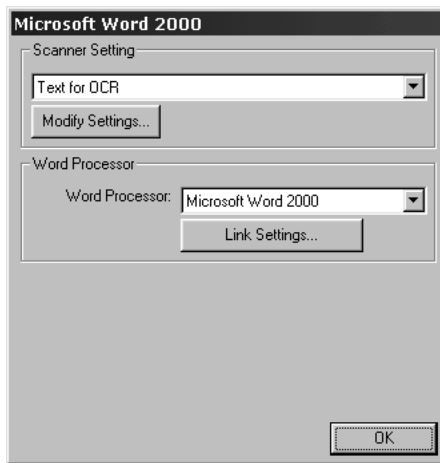 Microsoft Word 2000
Scanner Setting
Text for OCR
Modify Settings...
Word Processor
Word Processor: Microsoft Word 2000
Link Settings...
OK